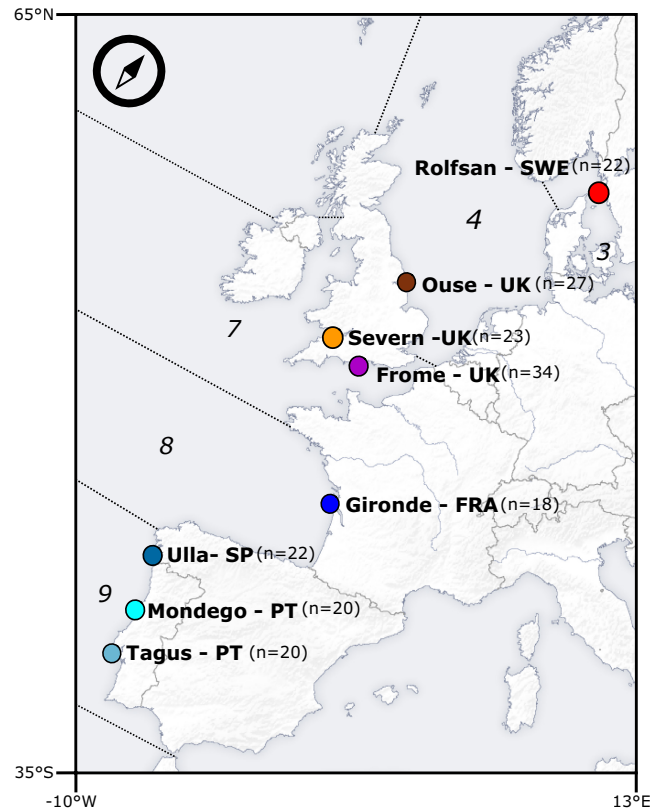 65°N
Rolfsan - SWE (n=22)
4
3
Ouse - UK (n=27)
7
Severn -UK(n=23)
Frome - UK(n=34)
8
Gironde - FRA(n=18)
Ulla- SP(n=22)
9
Mondego - PT (n=20)
Tagus - PT (n=20)
35°S
-10°W
13°E